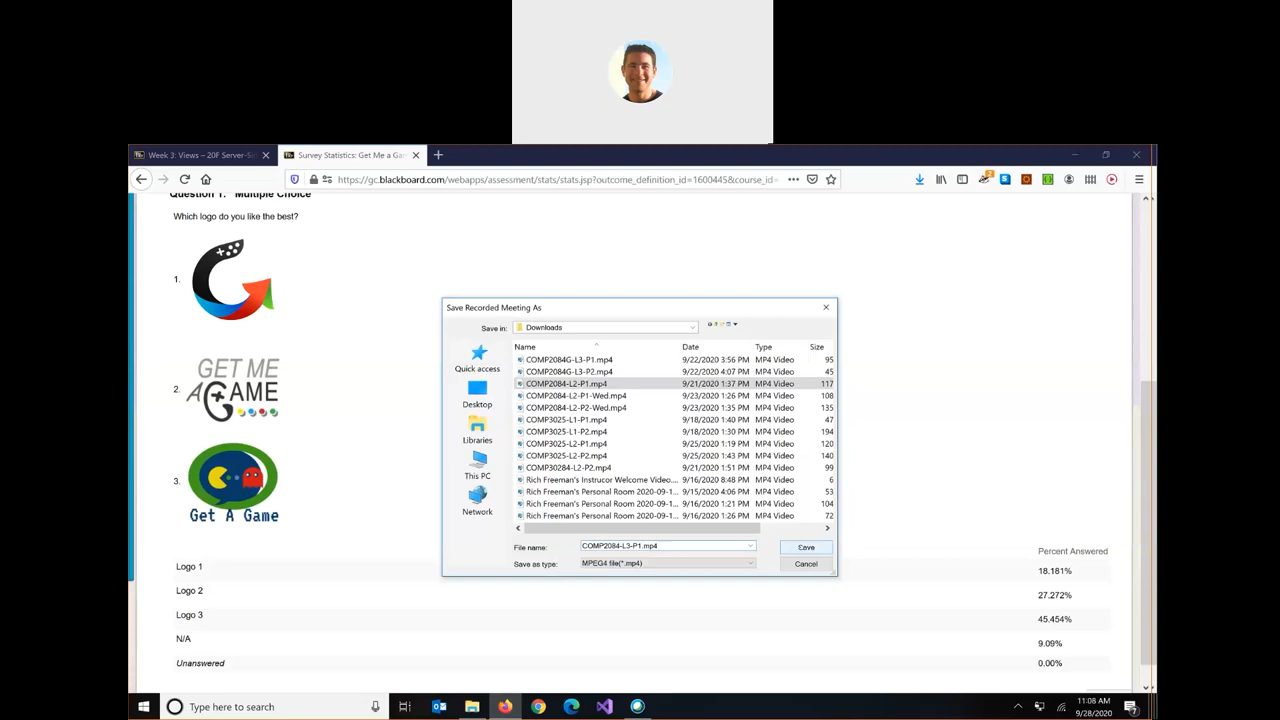 Week 3: Views – 20F Server-S
Survey Statistics: Get Me a Ga
https://gc.blackboard.com/webapps/assessment/stats/stats.jsp?outcome_definition_id=1600445&course_id=
Question 1: Multiple Choice
Which logo do you like the best?
1.
2.
GET ME
A GAME
3.
Get A Game
Save Recorded Meeting As
Save in: Downloads
Name Date Type Size
COMP2084G-L3-P1.mp4 9/22/2020 3:56 PM MP4 Video 95
COMP2084G-L3-P2.mp4 9/22/2020 4:07 PM MP4 Video 45
COMP2084-L2-P1.mp4 9/21/2020 1:37 PM MP4 Video 117
COMP2084-L2-P1-Wed.mp4 9/23/2020 1:26 PM MP4 Video 108
COMP2084-L2-P2-Wed.mp4 9/23/2020 1:35 PM MP4 Video 135
COMP3025-L1-P1.mp4 9/18/2020 1:40 PM MP4 Video 47
COMP3025-L1-P2.mp4 9/18/2020 1:30 PM MP4 Video 194
COMP3025-L2-P1.mp4 9/25/2020 1:19 PM MP4 Video 120
COMP3025-L2-P2.mp4 9/25/2020 1:43 PM MP4 Video 140
COMP30284-L2-P2.mp4 9/21/2020 1:51 PM MP4 Video 99
Rich Freeman's Instrucor Welcome Video.... 9/16/2020 8:48 PM MP4 Video 6
Rich Freeman's Personal Room 2020-09-1... 9/15/2020 4:06 PM MP4 Video 53
Rich Freeman's Personal Room 2020-09-1... 9/16/2020 1:21 PM MP4 Video 104
Rich Freeman's Personal Room 2020-09-1... 9/16/2020 1:26 PM MP4 Video 72
Quick access
Desktop
Libraries
This PC
Network
File name: COMP2084-L3-P1.mp4 Save
Save as type: MPEG4 file(*.mp4) Cancel
Percent Answered
Logo 1 18.181%
Logo 2 27.272%
Logo 3 45.454%
N/A 9.09%
Unanswered 0.00%
Type here to search
11:08 AM
9/28/2020
7